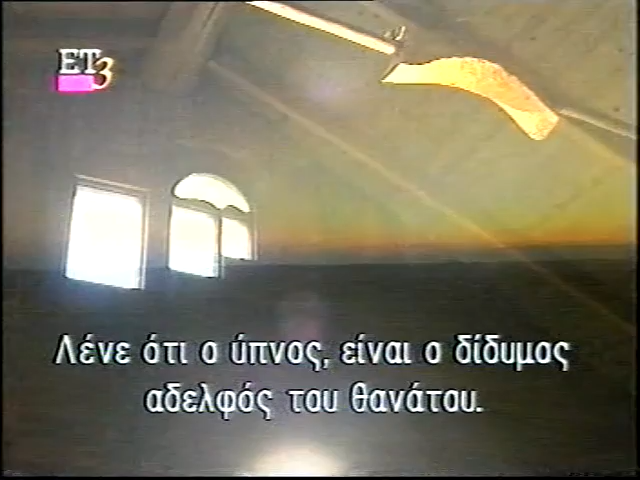 ET3
Λένε ότι ο ύπνος, είναι ο δίδυμος
αδελφός του θανάτου.